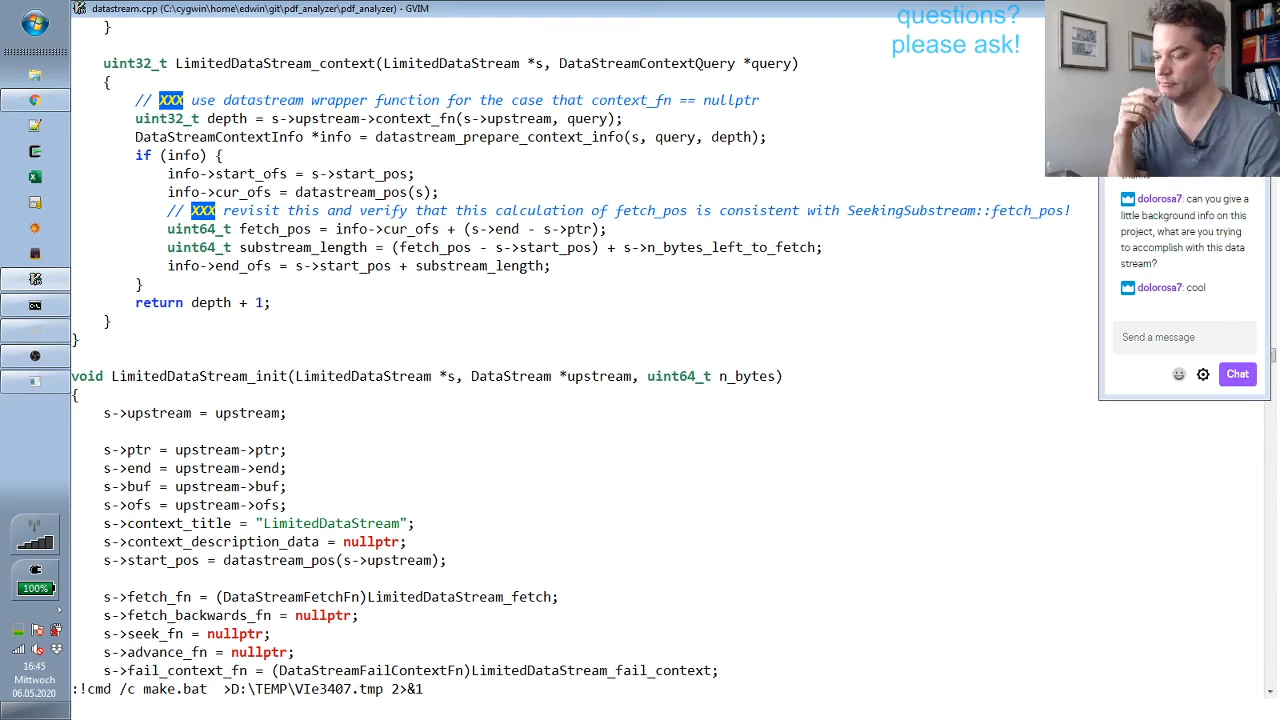 datastream.cpp (C:\cygwin\home\edwin\git\pdf_analyzer\pdf_analyzer) - GVIM
questions?
please ask!
}
uint32_t LimitedDataStream_context(LimitedDataStream *s, DataStreamContextQuery *query)
{
// XXX use datastream wrapper function for the case that context_fn == nullptr
uint32_t depth = s->upstream->context_fn(s->upstream, query);
DataStreamContextInfo *info = datastream_prepare_context_info(s, query, depth);
if (info) {
info->start_ofs = s->start_pos;
info->cur_ofs = datastream_pos(s);
// XXX revisit this and verify that this calculation of fetch_pos is consistent with SeekingSubstream::fetch_pos!
uint64_t fetch_pos = info->cur_ofs + (s->end - s->ptr);
uint64_t substream_length = (fetch_pos - s->start_pos) + s->n_bytes_left_to_fetch;
info->end_ofs = s->start_pos + substream_length;
}
return depth + 1;
}
}
void LimitedDataStream_init(LimitedDataStream *s, DataStream *upstream, uint64_t n_bytes)
{
s->upstream = upstream;
s->ptr = upstream->ptr;
s->end = upstream->end;
s->buf = upstream->buf;
s->ofs = upstream->ofs;
s->context_title = "LimitedDataStream";
s->context_description_data = nullptr;
s->start_pos = datastream_pos(s->upstream);
s->fetch_fn = (DataStreamFetchFn)LimitedDataStream_fetch;
s->fetch_backwards_fn = nullptr;
s->seek_fn = nullptr;
s->advance_fn = nullptr;
s->fail_context_fn = (DataStreamFailContextFn)LimitedDataStream_fail_context;
:!cmd /c make.bat >D:\TEMP\VIe3407.tmp 2>&1
dolorosa7: can you give a
little background info on this
project, what are you trying
to accomplish with this data
stream?
dolorosa7: cool
Send a message
Chat
100%
16:45
Mittwoch
06.05.2020